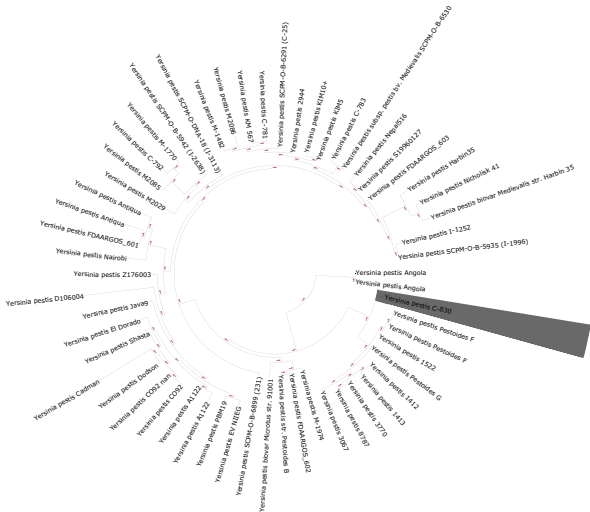 Yersinia pestis Angola
Yersinia pestis Angola
Yersinia pestis C-830
Yersinia pestis Pestoides F
Yersinia pestis Pestoides F
Yersinia pestis 1522
Yersinia pestis Pestoides G
Yersinia pestis 1412
Yersinia pestis 1413
Yersinia pestis 3770
Yersinia pestis 8787
Yersinia pestis 3067
Yersinia pestis M-1974
Yersinia pestis FDAARGOS_602
Yersinia pestis str. Pestoides B
Yersinia pestis biovar Microtus str. 91001
Yersinia pestis SCPM-O-B-6899 (231)
Yersinia pestis EV NIIEG
Yersinia pestis PBM19
Yersinia pestis A1122
Yersinia pestis A1122
Yersinia pestis CO92
Yersinia pestis CO92 nan
Yersinia pestis Dodson
Yersinia pestis Cadman
Yersinia pestis Shasta
Yersinia pestis El Dorado
Yersinia pestis Java9
Yersinia pestis D106004
Yersinia pestis Z176003
Yersinia pestis Nairobi
Yersinia pestis FDAARGOS_601
Yersinia pestis Antiqua
Yersinia pestis Antiqua
Yersinia pestis M2029
Yersinia pestis M2085
Yersinia pestis C-792
Yersinia pestis M-1770
Yersinia pestis SCPM-O-B-5942 (I-2638)
Yersinia pestis SCPM-O-DNA-18 (I-3113)
Yersinia pestis M-1482
Yersinia pestis M2086
Yersinia pestis KM 567
Yersinia pestis C-781
Yersinia pestis SCPM-O-B-6291 (C-25)
Yersinia pestis 2944
Yersinia pestis KIM10+
Yersinia pestis KIM5
Yersinia pestis C-783
Yersinia pestis subsp. pestis bv. Medievalis SCPM-O-B-6530
Yersinia pestis Nepal516
Yersinia pestis S19960127
Yersinia pestis FDAARGOS_603
Yersinia pestis Harbin35
Yersinia pestis Nicholisk 41
Yersinia pestis biovar Medievalis str. Harbin 35
Yersinia pestis I-1252
Yersinia pestis SCPM-O-B-5935 (I-1996)